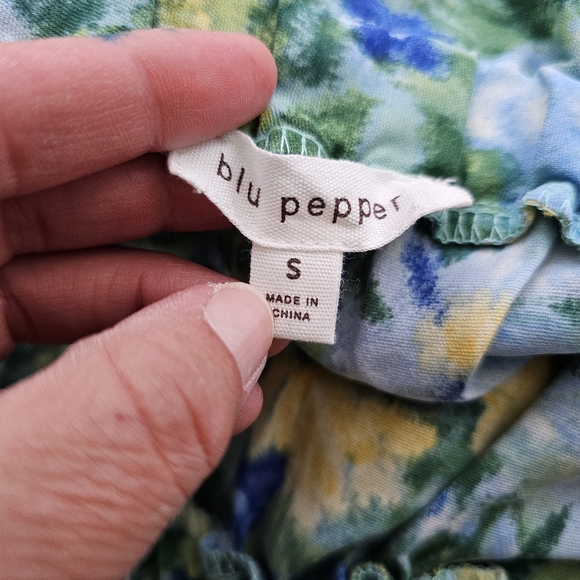 blu pepper
S
MADE IN
CHINA